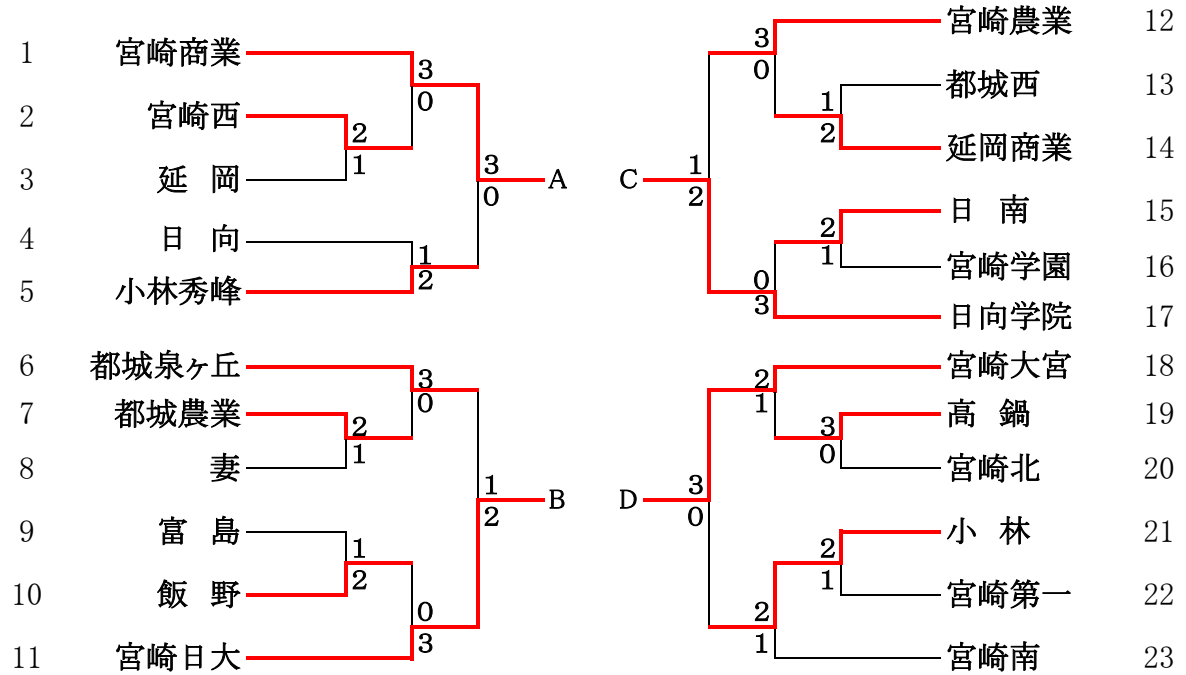 1 宮崎商業
2 宮崎西
3 延 岡
4 日 向
5 小林秀峰
6 都城泉ヶ丘
7 都城農業
8 妻
9 富 島
10 飯 野
11 宮崎日大
3
0
2
1
3
0
A
1
2
3
0
2
1
1
2
B
1
2
0
3
宮崎農業 12
都城西 13
延岡商業 14
日 南 15
宮崎学園 16
日向学院 17
宮崎大宮 18
高 鍋 19
宮崎北 20
小 林 21
宮崎第一 22
宮崎南 23
3
0
1
2
C
1
2
2
1
0
3
2
1
3
0
D
3
0
2
1
2
1